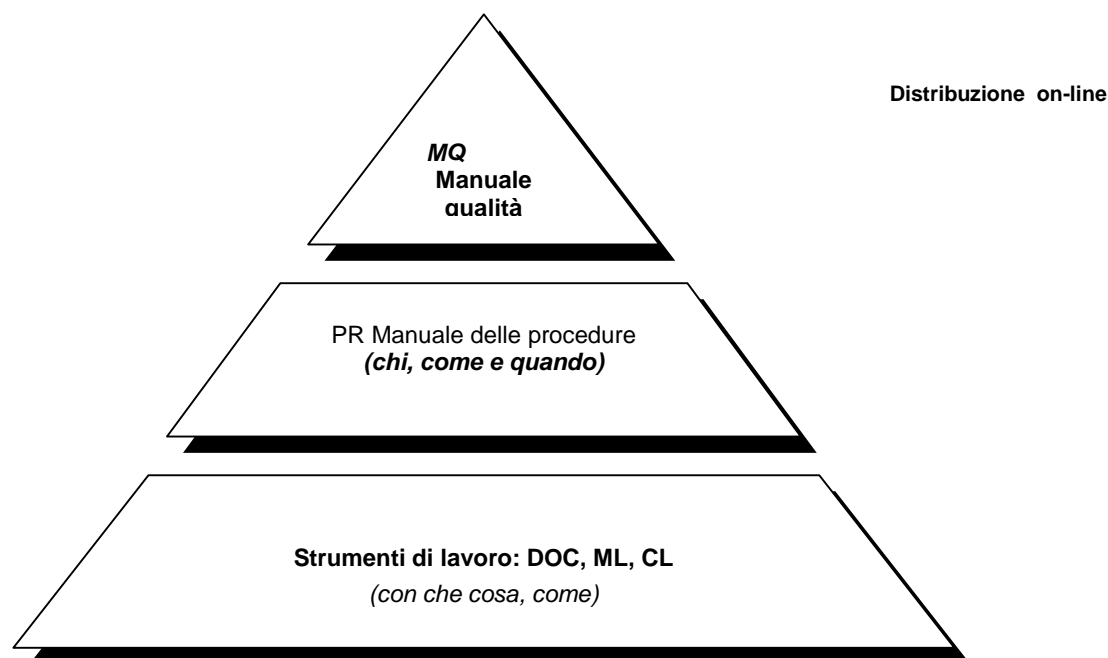 Distribuzione on-line
MQ
Manuale
qualità
PR Manuale delle procedure
(chi, come e quando)
Strumenti di lavoro: DOC, ML, CL
(con che cosa, come)